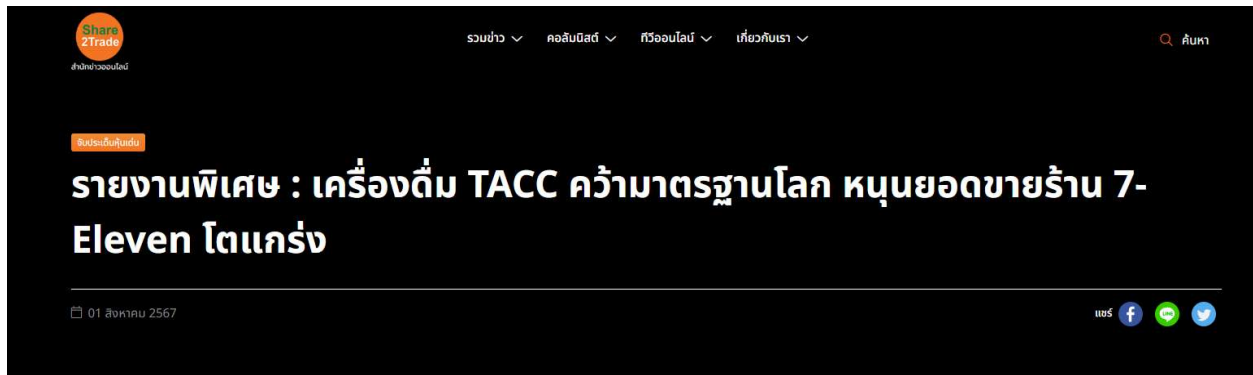 Share
2Trade
สำนักข่าวออนไลน์
รวมข่าว
คอลัมนิสต์
ทีวีออนไลน์
เกี่ยวกับเรา
ค้นหา
จับประเด็นหุ้นเด่น
รายงานพิเศษ : เครื่องดื่ม TACC คว้ามาตรฐานโลก หนุนยอดขายร้าน 7-
Eleven โตแกร่ง
01 สิงหาคม 2567
แชร์
LINE